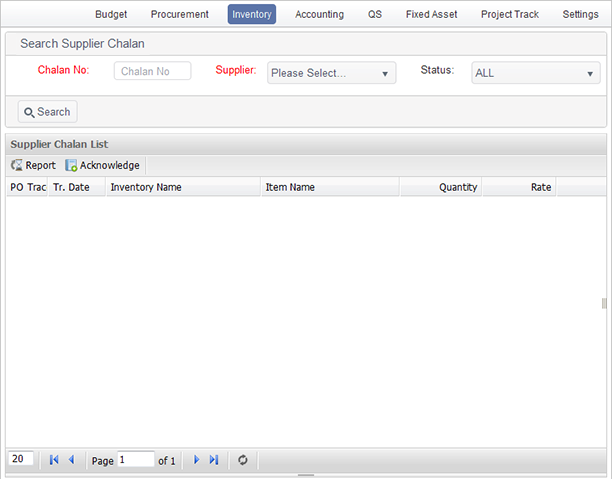 Budget Procurement Inventory Accounting QS Fixed Asset Project Track Settings
Search Supplier Chalan
Chalan No: Chalan No Supplier: Please Select... Status: ALL
Search
Supplier Chalan List
Report Acknowledge
PO Trac Tr. Date Inventory Name Item Name Quantity Rate
20 Page 1 of 1